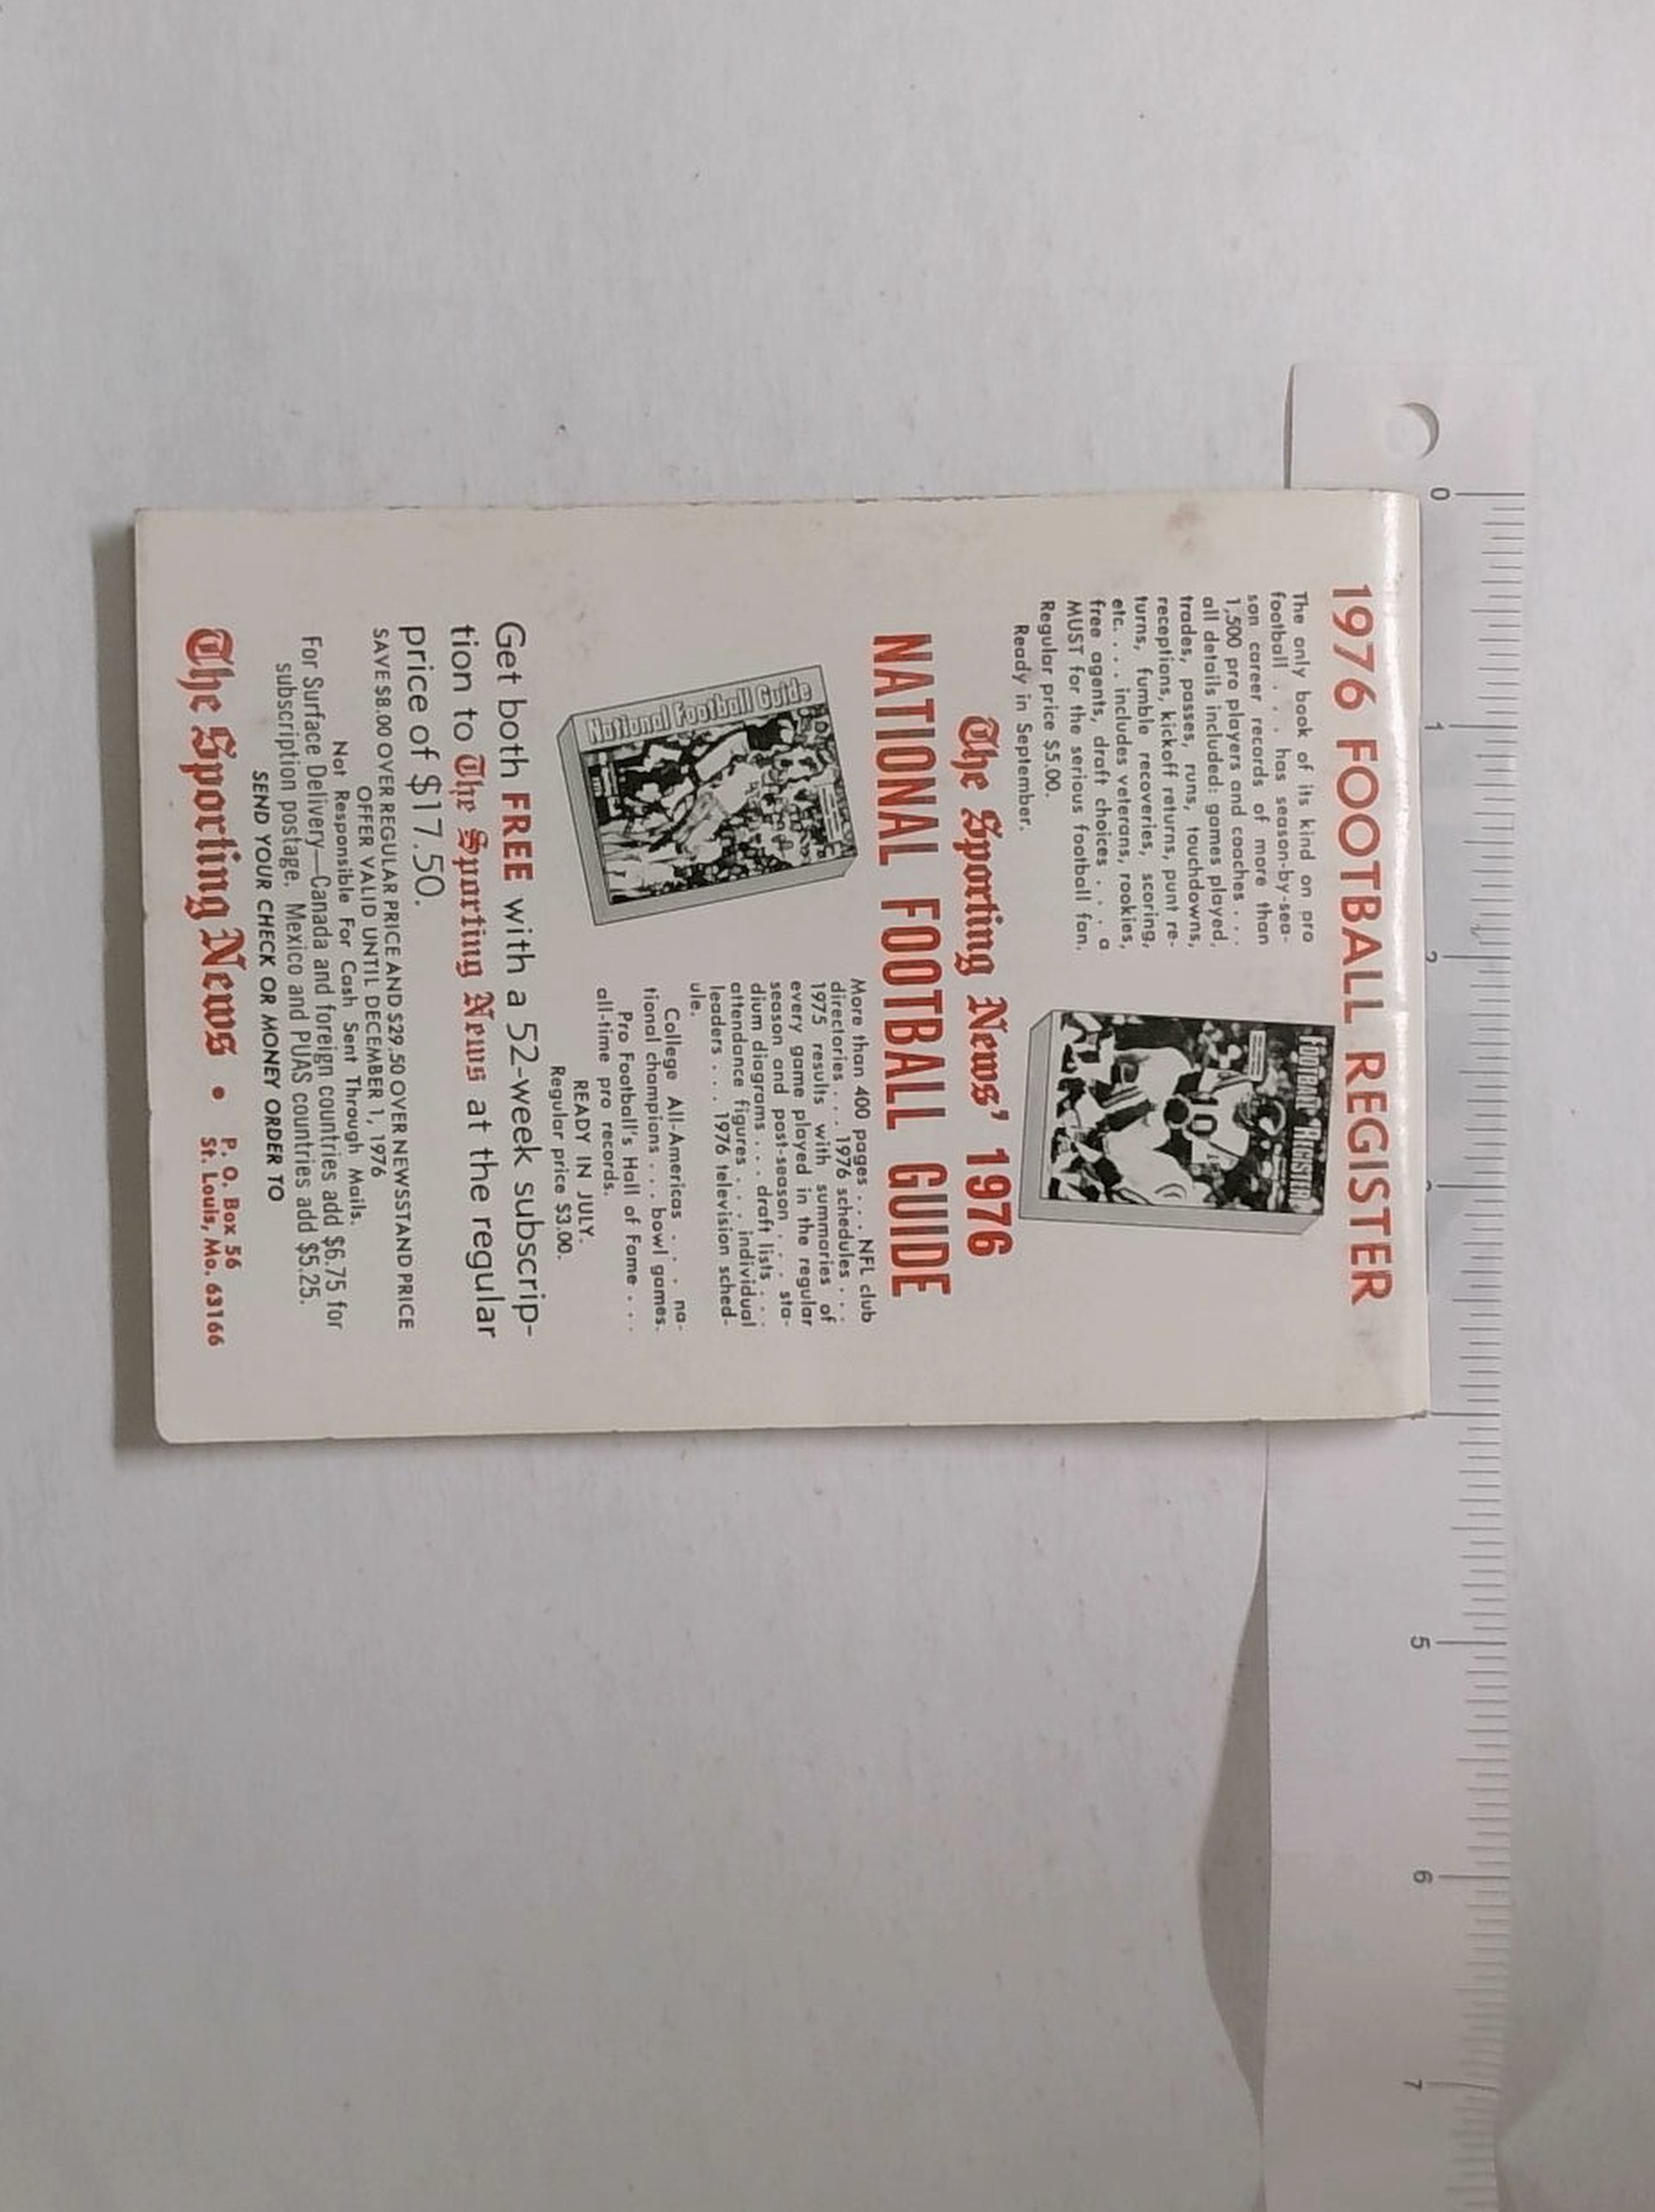 1976 FOOTBALL REGISTER
The only book of its kind on pro
football . . . has season-by-sea-
son career records of more than
1,500 pro players and coaches . . .
all details included: games played,
trades, passes, runs, touchdowns,
receptions, kickoff returns, punt re-
turns, fumble recoveries, scoring,
etc. . . . includes veterans, rookies,
free agents, draft choices . . . a
MUST for the serious football fan.
Regular price $5.00.
Ready in September.
Football Register
The Sporting News' 1976
NATIONAL FOOTBALL GUIDE
National Football Guide
More than 400 pages . . . NFL club
directories . . . 1976 schedules . . .
1975 results with summaries of
every game played in the regular
season and post-season . . . sta-
dium diagrams . . . draft lists . . .
attendance figures . . . individual
leaders . . . 1976 television sched-
ule.
College All-Americas . . . na-
tional champions . . . bowl games.
Pro Football's Hall of Fame . . .
all-time pro records.
READY IN JULY.
Regular price $3.00.
Get both FREE with a 52-week subscrip-
tion to The Sporting News at the regular
price of $17.50.
SAVE $8.00 OVER REGULAR PRICE AND $29.50 OVER NEWSSTAND PRICE
OFFER VALID UNTIL DECEMBER 1, 1976
Not Responsible For Cash Sent Through Mails.
For Surface Delivery—Canada and foreign countries add $6.75 for
subscription postage. Mexico and PUAS countries add $5.25.
SEND YOUR CHECK OR MONEY ORDER TO
The Sporting News • P. O. Box 56
St. Louis, Mo. 63166
0 1 2 5 6 7